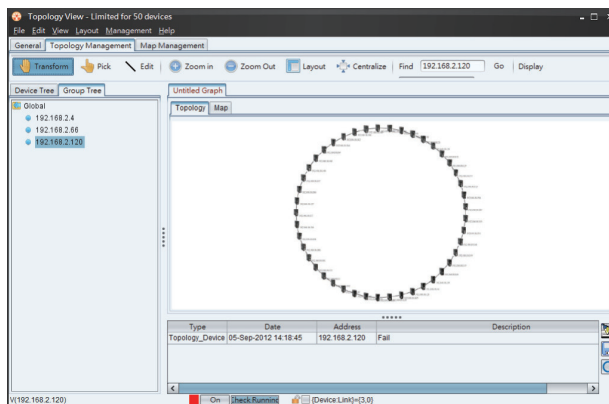 Topology View - Limited for 50 devices
File Edit View Layout Management Help
General Topology Management Map Management
Transform Pick Edit Zoom in Zoom Out Layout Centralize Find 192.168.2.120 Go Display
Device Tree Group Tree
Untitled Graph
Global
Topology Map
192.168.2.4
192.168.2.66
192.168.2.120
Type Date Address Description
Topology_Device 05-Sep-2012 14:18:45 192.168.2.120 Fail
V(192.168.2.120) On Check Running {Device:Link}={3,0}